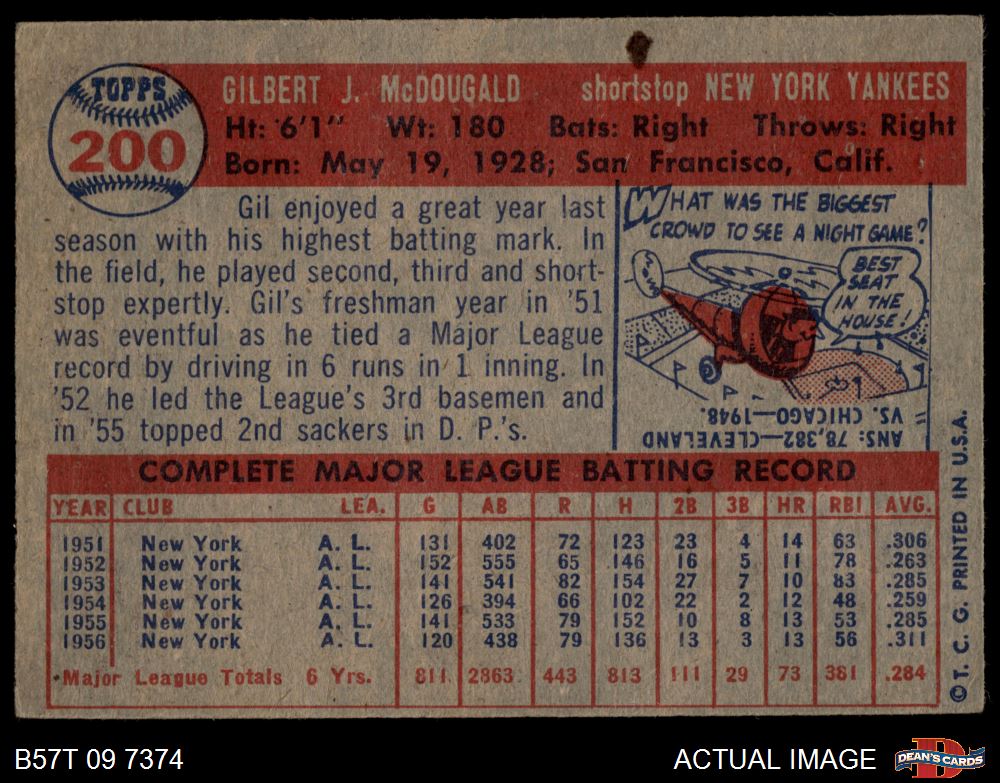 TOPPS
200
GILBERT J. McDOUGALD shortstop NEW YORK YANKEES
Ht: 6'1" Wt: 180 Bats: Right Throws: Right
Born: May 19, 1928; San Francisco, Calif.
Gil enjoyed a great year last
season with his highest batting mark. In
the field, he played second, third and short-
stop expertly. Gil's freshman year in '51
was eventful as he tied a Major League
record by driving in 6 runs in 1 inning. In
'52 he led the League's 3rd basemen and
in '55 topped 2nd sackers in D. P.'s.
WHAT WAS THE BIGGEST
CROWD TO SEE A NIGHT GAME?
BEST
SEAT
IN THE
HOUSE!
ANS: 78,382—CLEVELAND
VS. CHICAGO—1948.
COMPLETE MAJOR LEAGUE BATTING RECORD
YEAR CLUB LEA. G AB R H 2B 3B HR RBI AVG.
1951 New York A. L. 131 402 72 123 23 4 14 63 .306
1952 New York A. L. 152 555 65 146 16 5 11 78 .263
1953 New York A. L. 141 541 82 154 27 7 10 83 .285
1954 New York A. L. 126 394 66 102 22 2 12 48 .259
1955 New York A. L. 141 533 79 152 10 8 13 53 .285
1956 New York A. L. 120 438 79 136 13 3 13 56 .311
Major League Totals 6 Yrs. 811 2863 443 813 111 29 73 381 .284
©T. C. G. PRINTED IN U.S.A.
B57T 09 7374
ACTUAL IMAGE
DEAN'S CARDS